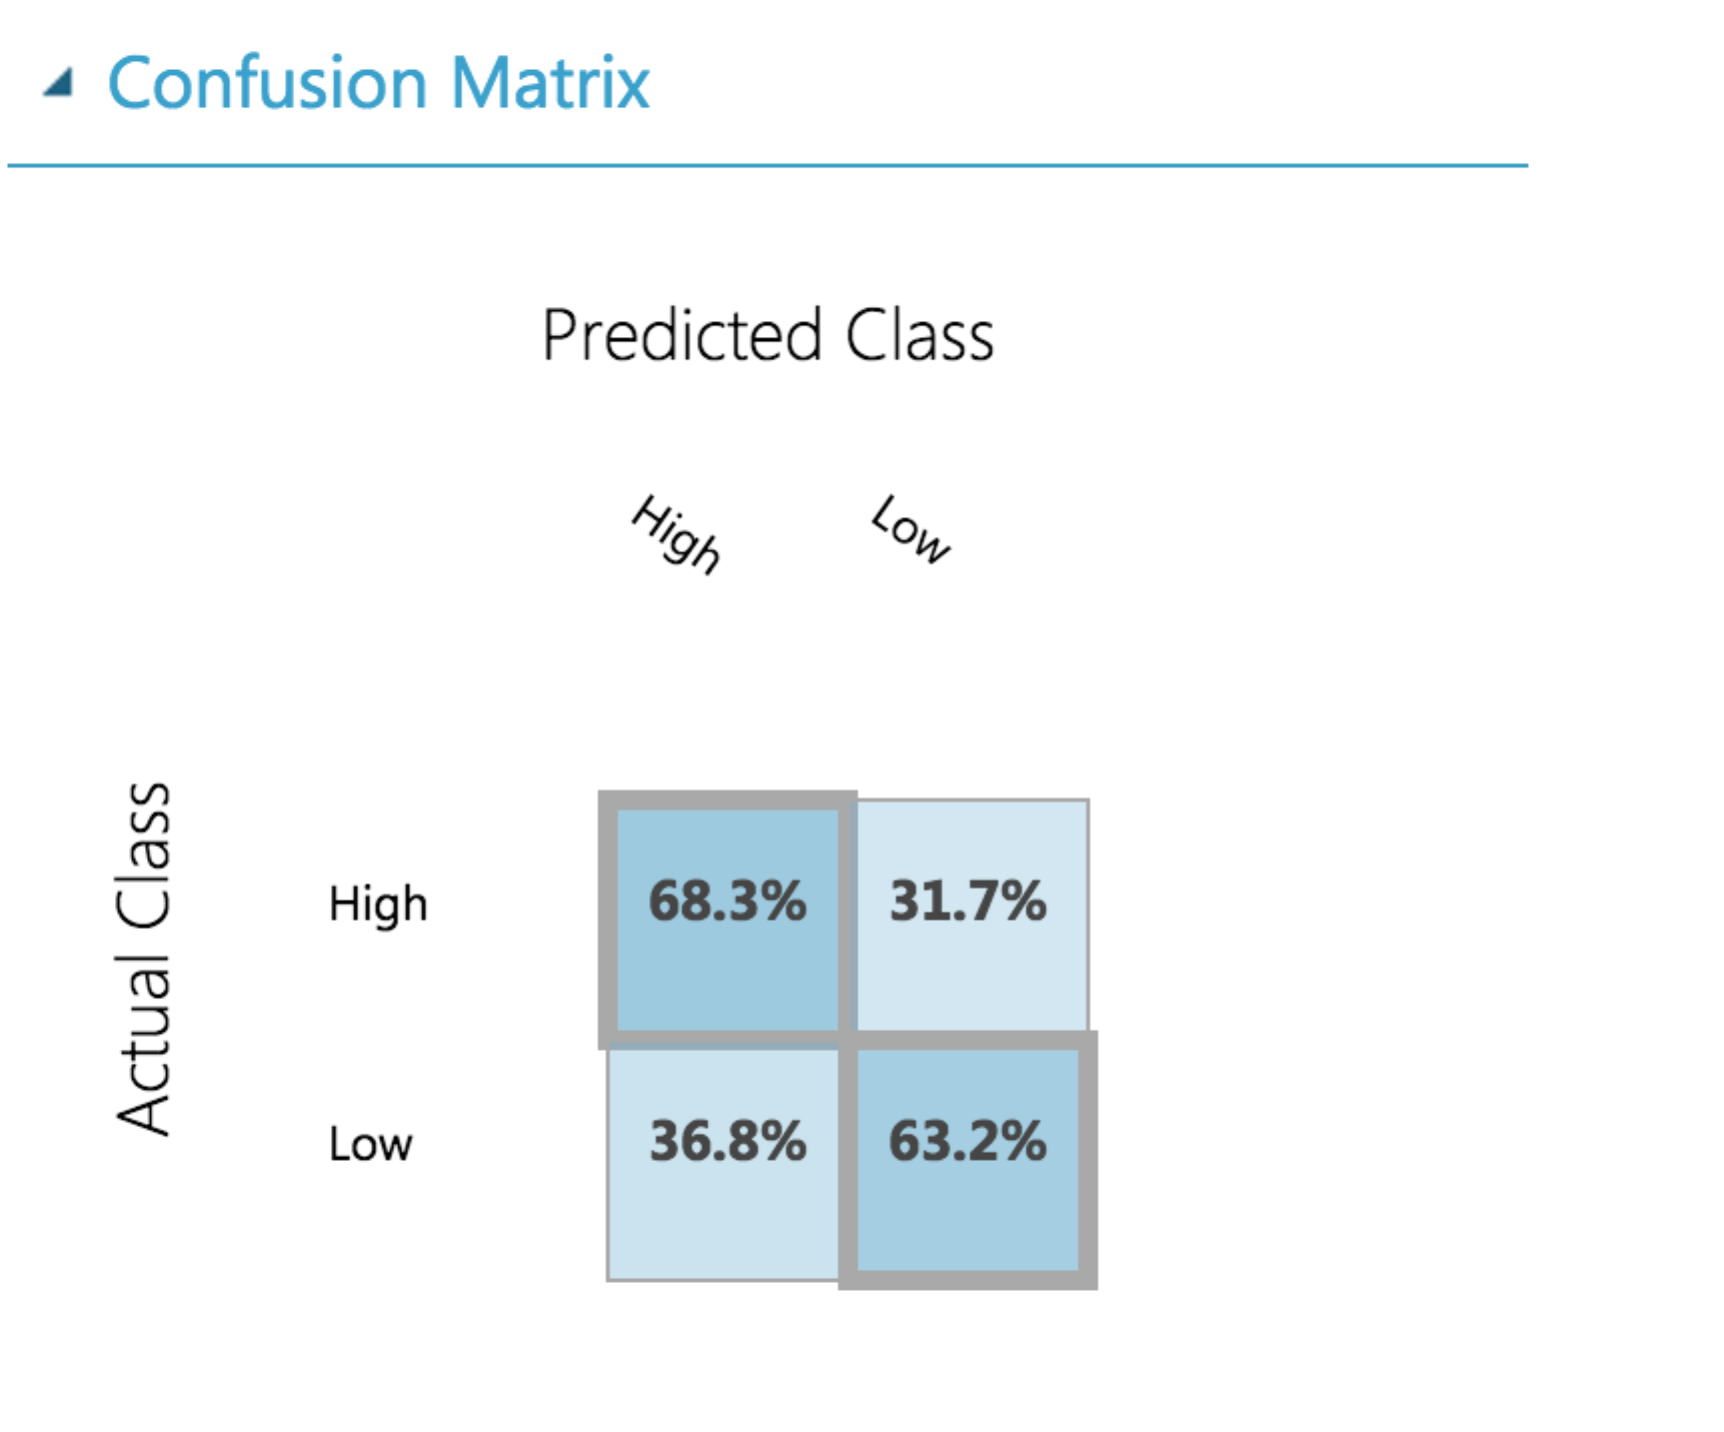 Confusion Matrix
Predicted Class
High Low
Actual Class
High 68.3% 31.7%
Low 36.8% 63.2%